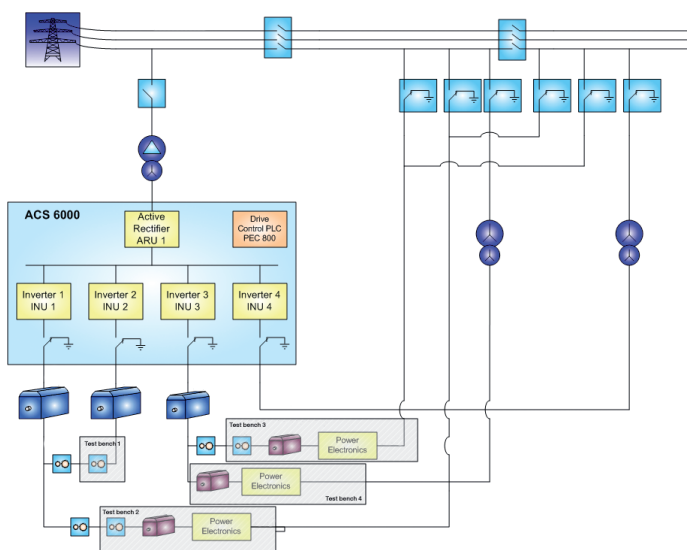 ACS 6000
Active
Rectifier
ARU 1
Drive
Control PLC
PEC 800
Inverter 1
INU 1
Inverter 2
INU 2
Inverter 3
INU 3
Inverter 4
INU 4
Test bench 1
Test bench 3
Power
Electronics
Power
Electronics
Test bench 4
Test bench 2
Power
Electronics